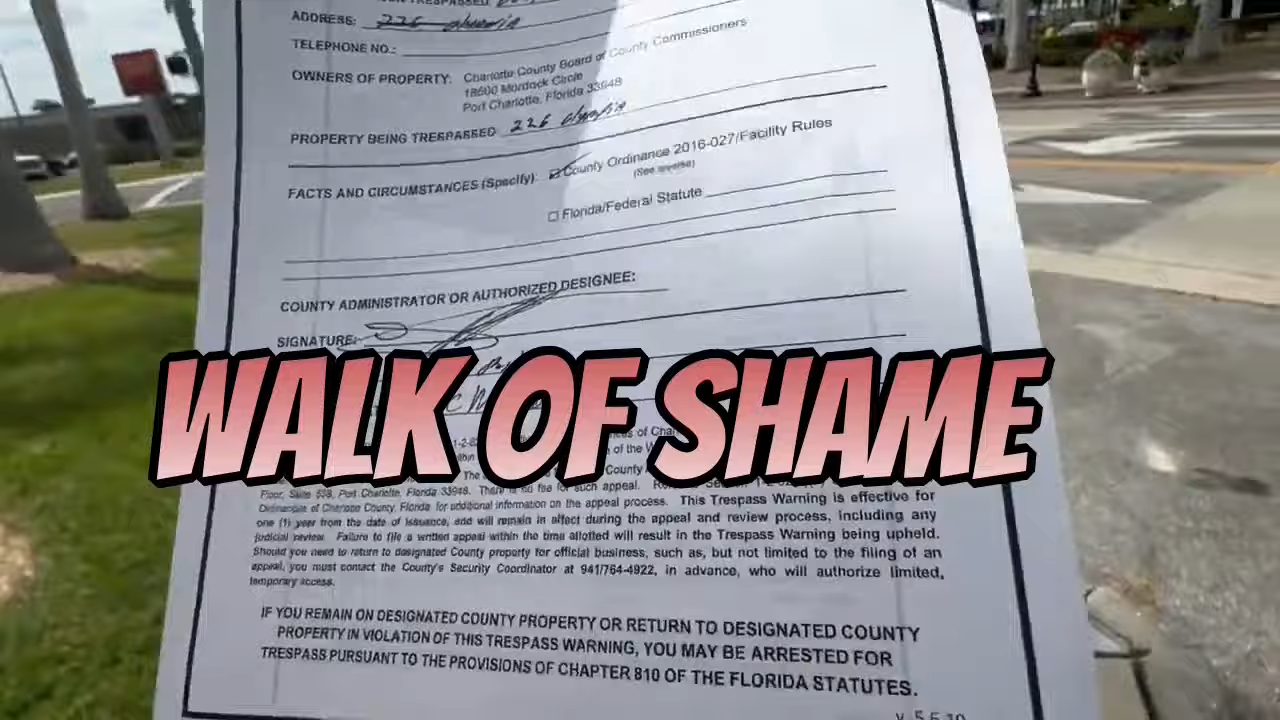 TRESPASSED
ADDRESS: 226
TELEPHONE NO.:
OWNERS OF PROPERTY: Charlotte County Board of County Commissioners
18500 Murdock Circle
Port Charlotte, Florida 33948
PROPERTY BEING TRESPASSED 226
FACTS AND CIRCUMSTANCES (Specify): County Ordinance 2016-027/Facility Rules
(See reverse)
Florida/Federal Statute
COUNTY ADMINISTRATOR OR AUTHORIZED DESIGNEE:
SIGNATURE:
WALK OF SHAME
of the
The County
Floor, Suite 538, Port Charlotte, Florida 33948. There is no fee for such appeal.
Ordinances of Charlotte County, Florida for additional information on the appeal process. This Trespass Warning is effective for
one (1) year from the date of issuance, and will remain in effect during the appeal and review process, including any
judicial review. Failure to file a written appeal within the time allotted will result in the Trespass Warning being upheld.
Should you need to return to designated County property for official business, such as, but not limited to the filing of an
appeal, you must contact the County's Security Coordinator at 941/764-4922, in advance, who will authorize limited,
temporary access.
IF YOU REMAIN ON DESIGNATED COUNTY PROPERTY OR RETURN TO DESIGNATED COUNTY
PROPERTY IN VIOLATION OF THIS TRESPASS WARNING, YOU MAY BE ARRESTED FOR
TRESPASS PURSUANT TO THE PROVISIONS OF CHAPTER 810 OF THE FLORIDA STATUTES.